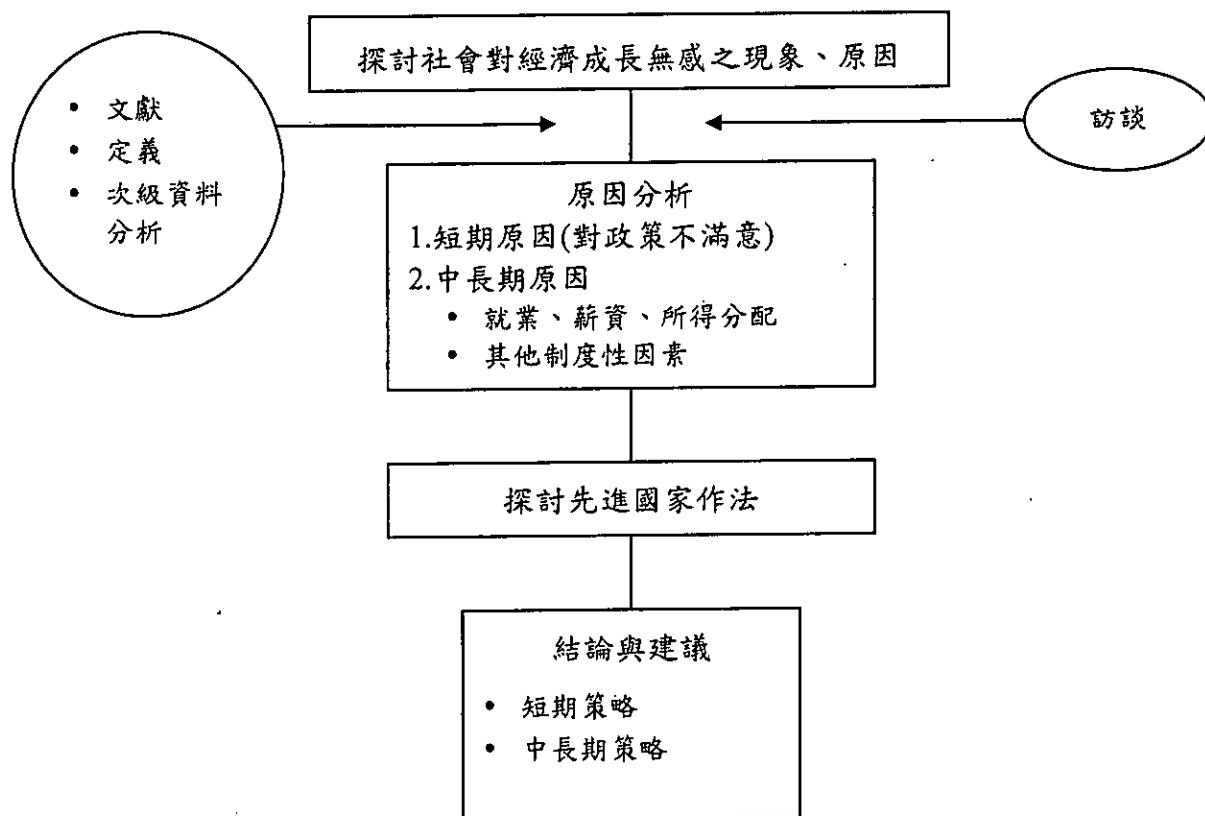 探討社會對經濟成長無感之現象、原因
• 文獻
• 定義
• 次級資料
分析
訪談
原因分析
1.短期原因(對政策不滿意)
2.中長期原因
• 就業、薪資、所得分配
• 其他制度性因素
探討先進國家作法
結論與建議
• 短期策略
• 中長期策略